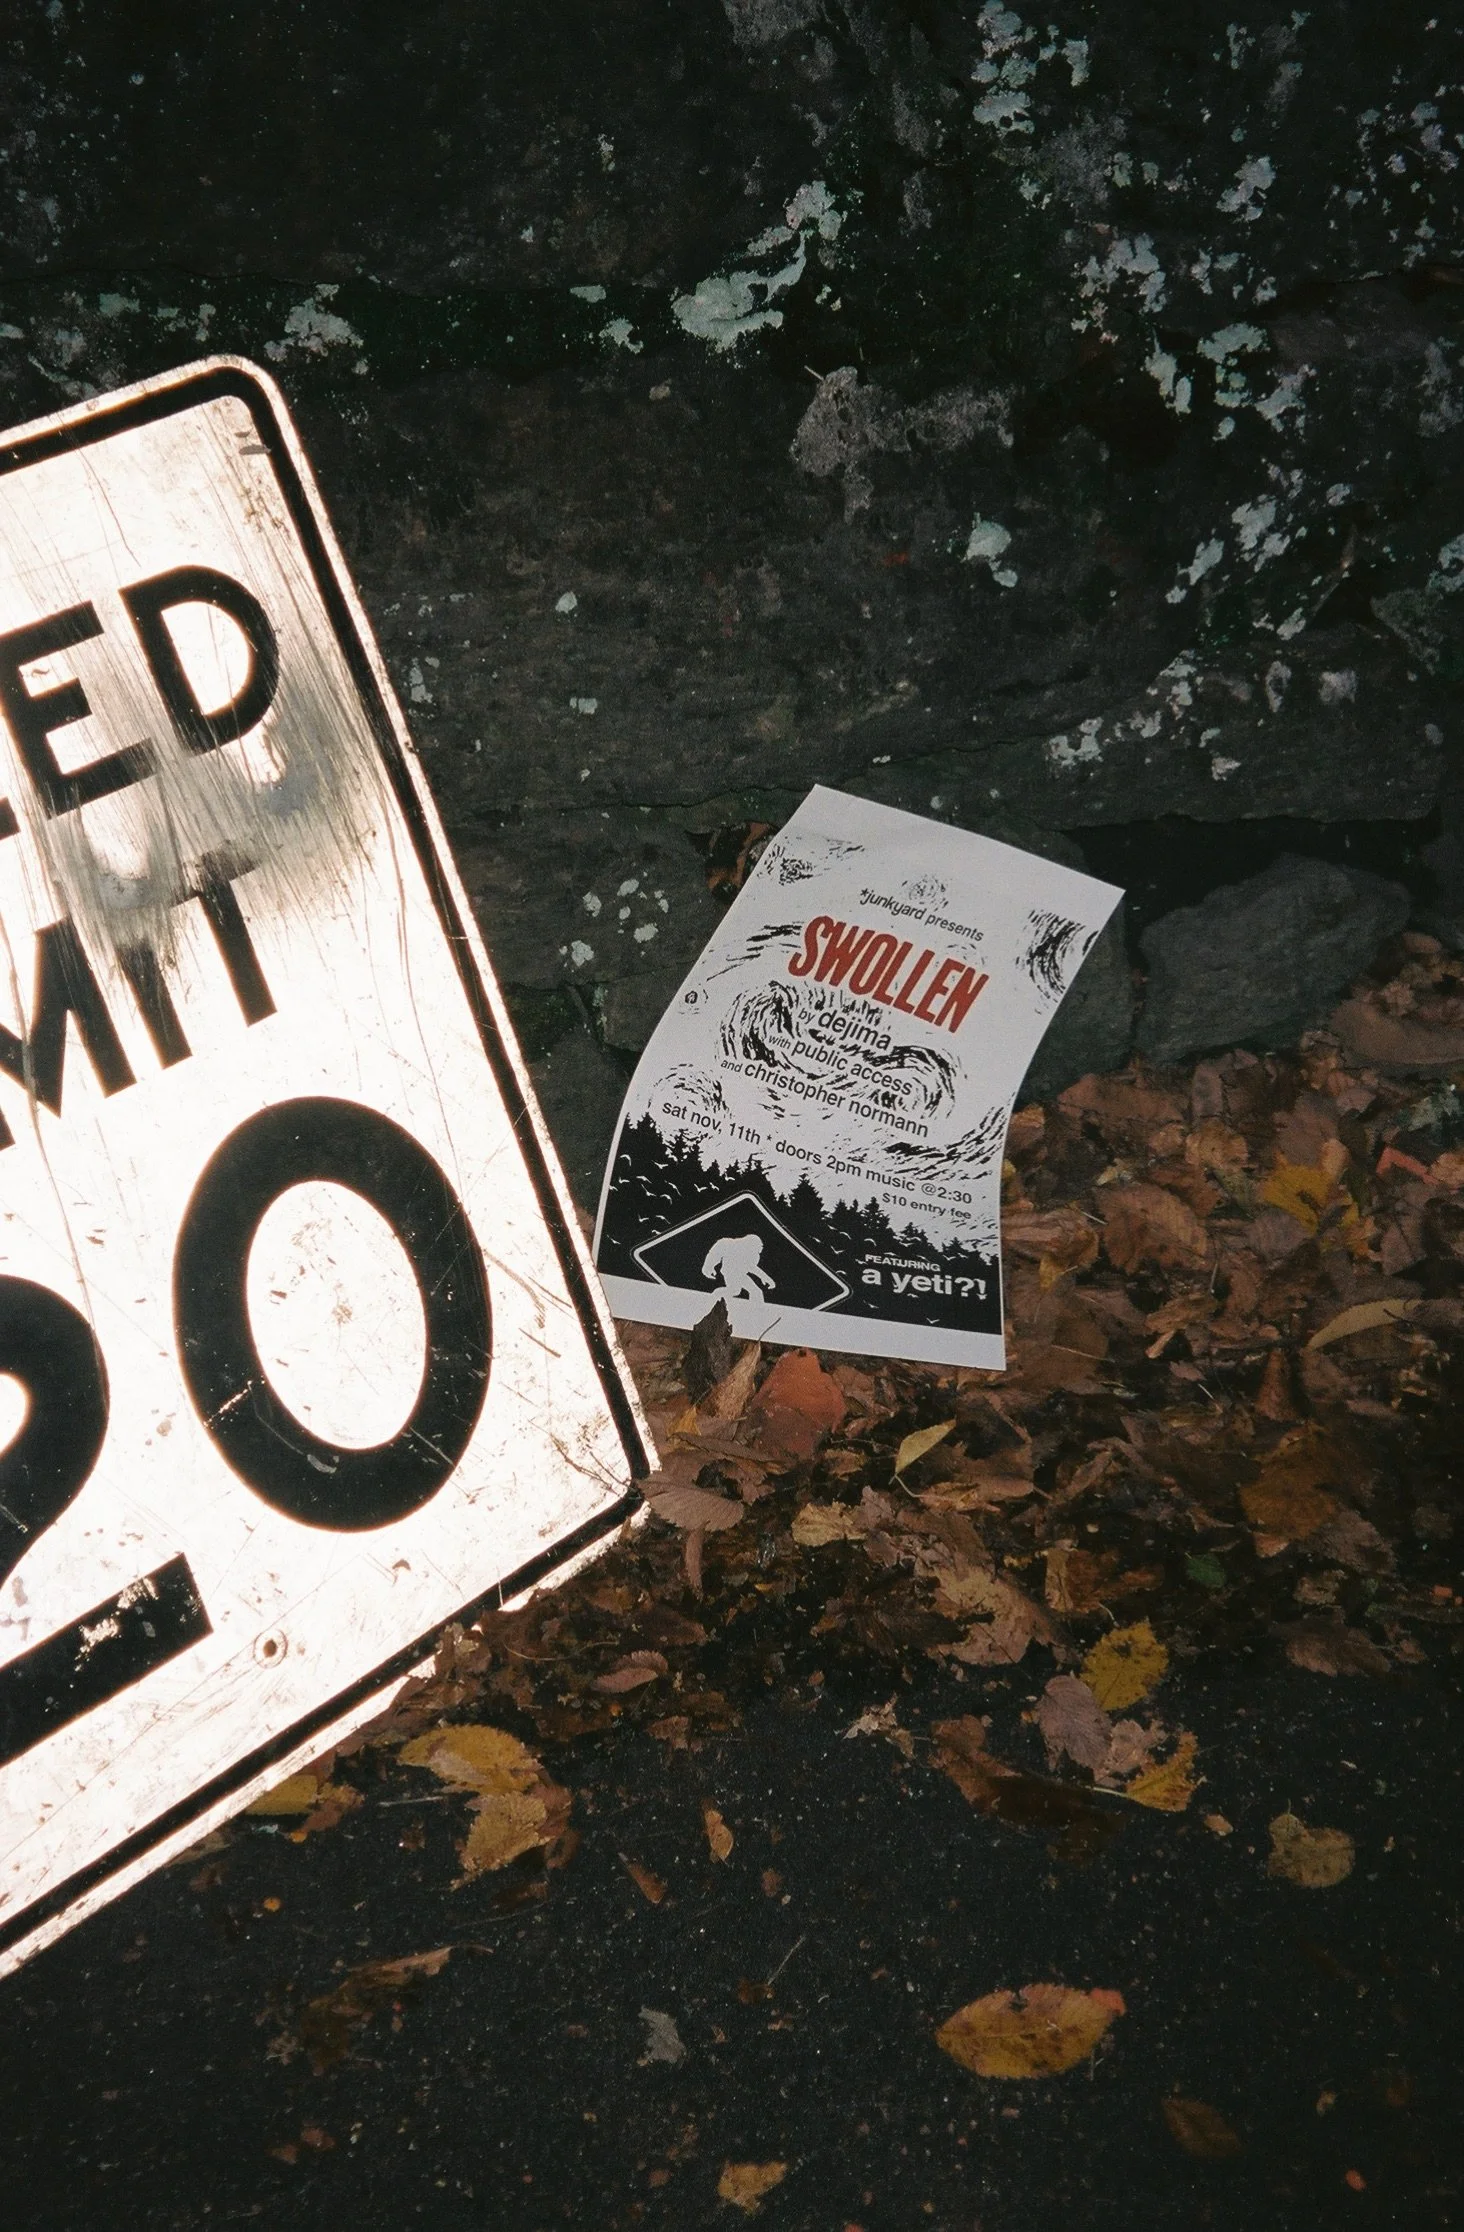 ED
MIT
20
*junkyard presents
SWOLLEN
by dejima
with public access
and christopher normann
sat nov, 11th * doors 2pm music @2:30
$10 entry fee
FEATURING
a yeti?!